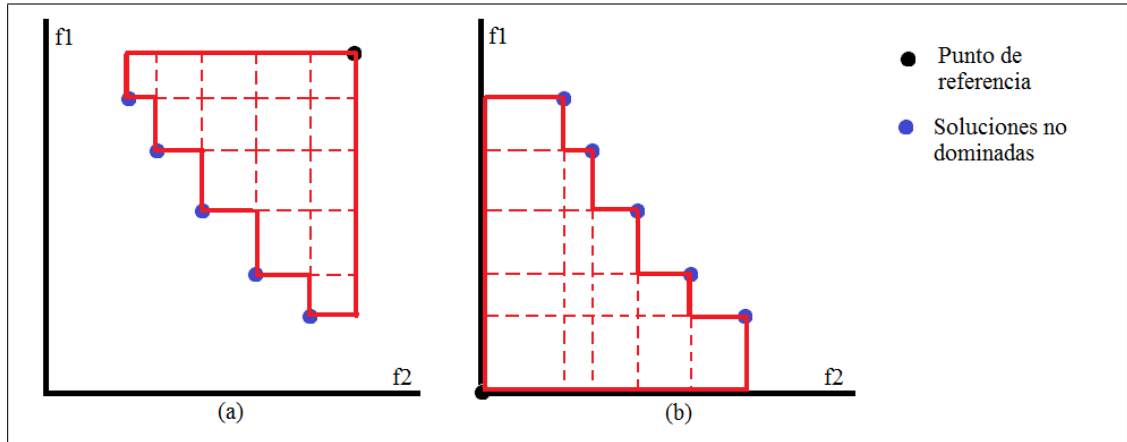 f1
f2
(a)
f1
f2
(b)
Punto de
referencia
Soluciones no
dominadas